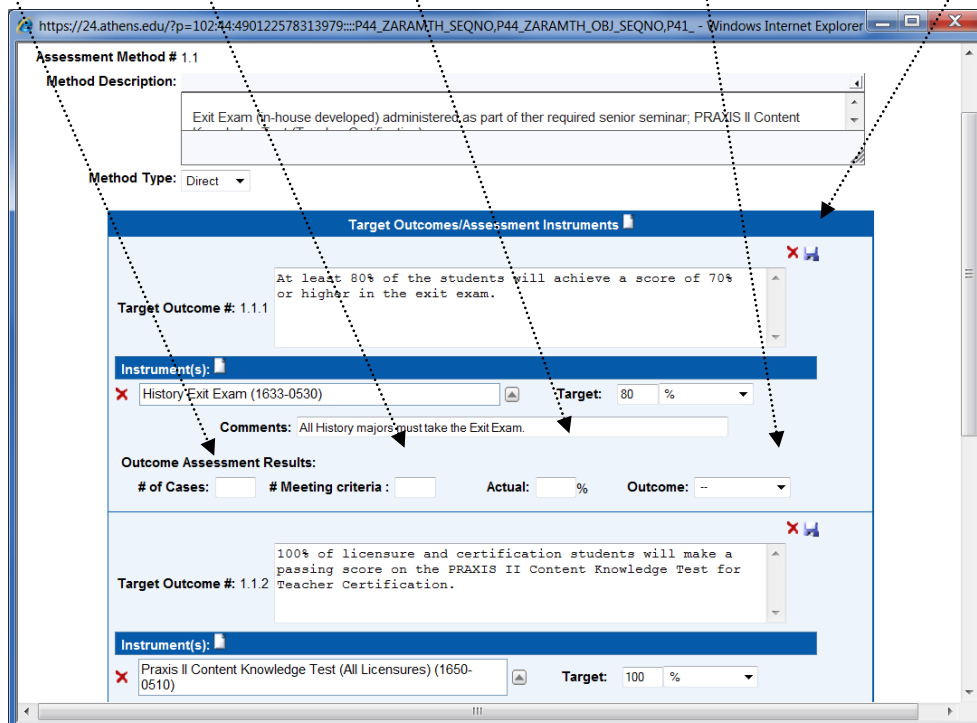 https://24.athens.edu/?p=102:44:490122578313979::::P44_ZARAMTH_SEQNO,P44_ZARAMTH_OBJ_SEQNO,P41_ - Windows Internet Explorer
Assessment Method # 1.1
Method Description:
Exit Exam (in-house developed) administered as part of ther required senior seminar; PRAXIS II Content
Method Type: Direct
Target Outcomes/Assessment Instruments
At least 80% of the students will achieve a score of 70%
or higher in the exit exam.
Target Outcome #: 1.1.1
Instrument(s):
History Exit Exam (1633-0530) Target: 80 %
Comments: All History majors must take the Exit Exam.
Outcome Assessment Results:
# of Cases: # Meeting criteria : Actual: % Outcome: --
100% of licensure and certification students will make a
passing score on the PRAXIS II Content Knowledge Test for
Target Outcome #: 1.1.2 Teacher Certification.
Instrument(s):
Praxis II Content Knowledge Test (All Licensures) (1650-
0510) Target: 100 %